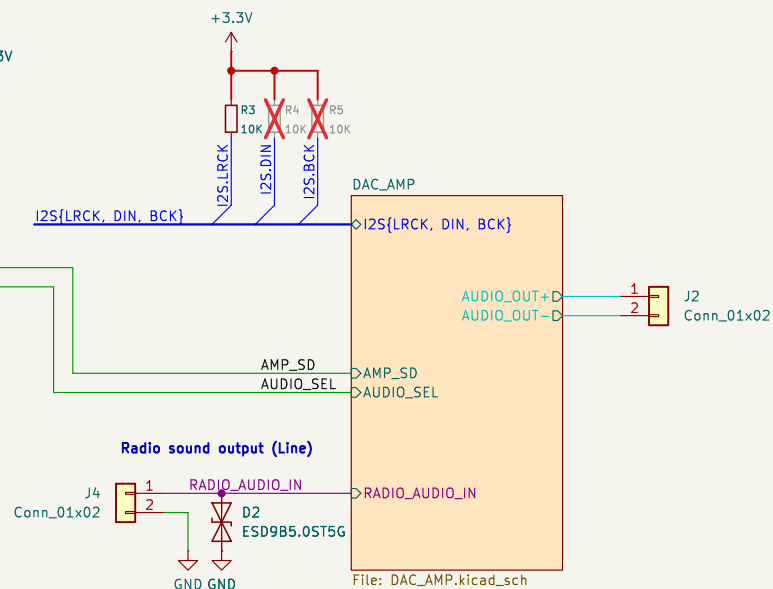 +3.3V
3V
R3
10K
R4
10K
R5
10K
I2S.LRCK
I2S.DIN
I2S.BCK
DAC_AMP
I2S{LRCK, DIN, BCK}
I2S{LRCK, DIN, BCK}
AUDIO_OUT+
AUDIO_OUT-
1
2
J2
Conn_01x02
AMP_SD
AMP_SD
AUDIO_SEL
AUDIO_SEL
Radio sound output (Line)
J4
Conn_01x02
1
2
RADIO_AUDIO_IN
RADIO_AUDIO_IN
D2
ESD9B5.0ST5G
GND
GND
File: DAC_AMP.kicad_sch